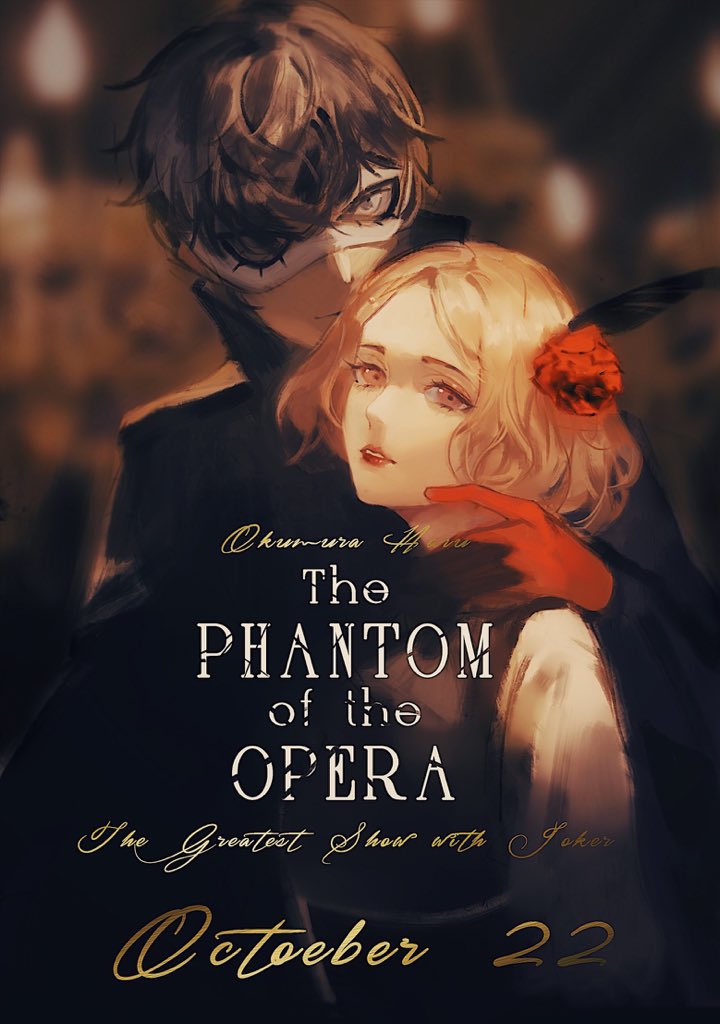 Okumura Haru
The
PHANTOM
of the
OPERA
The Greatest Show with Joker
Octoeber 22